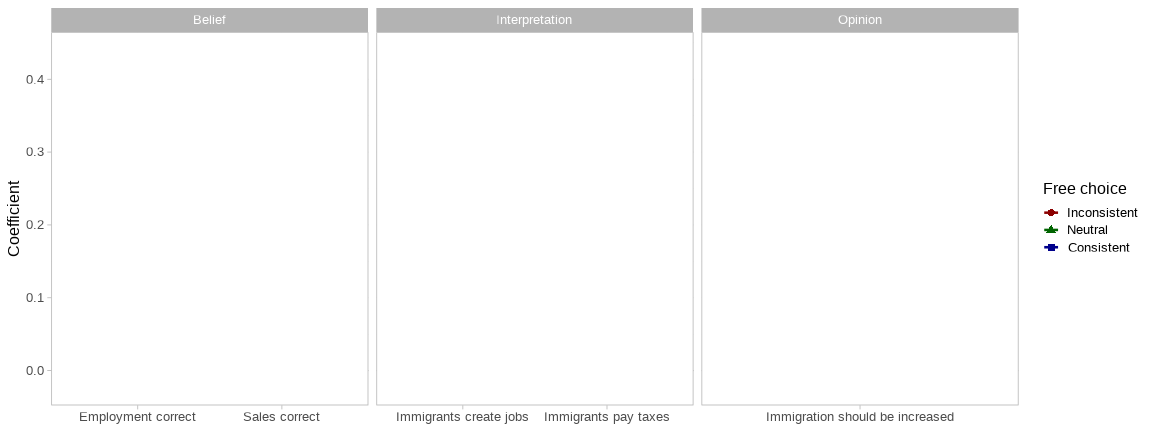 Belief
Interpretation
Opinion
0.4
0.3
0.2
0.1
0.0
Coefficient
Employment correct
Sales correct
Immigrants create jobs
Immigrants pay taxes
Immigration should be increased
Free choice
Inconsistent
Neutral
Consistent